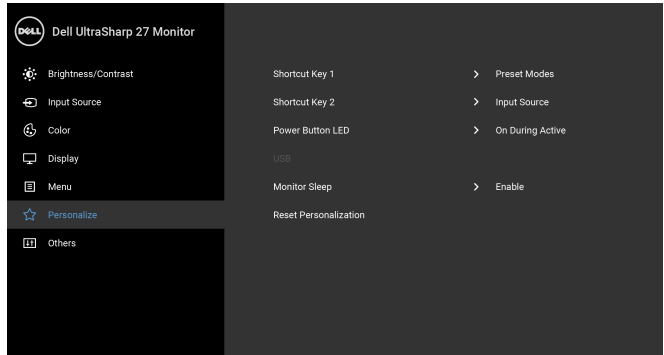 DELL Dell UltraSharp 27 Monitor
Brightness/Contrast
Input Source
Color
Display
Menu
Personalize
Others
Shortcut Key 1 > Preset Modes
Shortcut Key 2 > Input Source
Power Button LED > On During Active
USB
Monitor Sleep > Enable
Reset Personalization